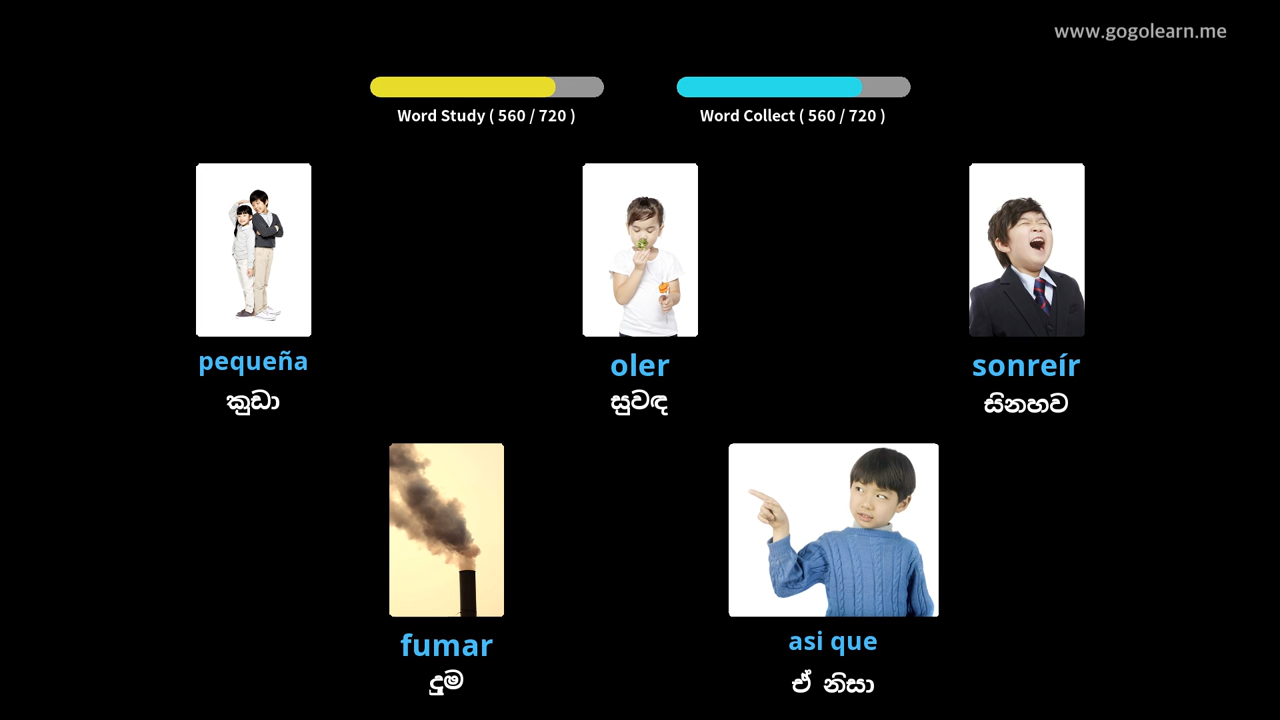 www.gogolearn.me
Word Study ( 560 / 720 )
Word Collect ( 560 / 720 )
pequeña
කුඩා
oler
සුවඳ
sonreír
සිනහව
fumar
දුම
asi que
ඒ නිසා